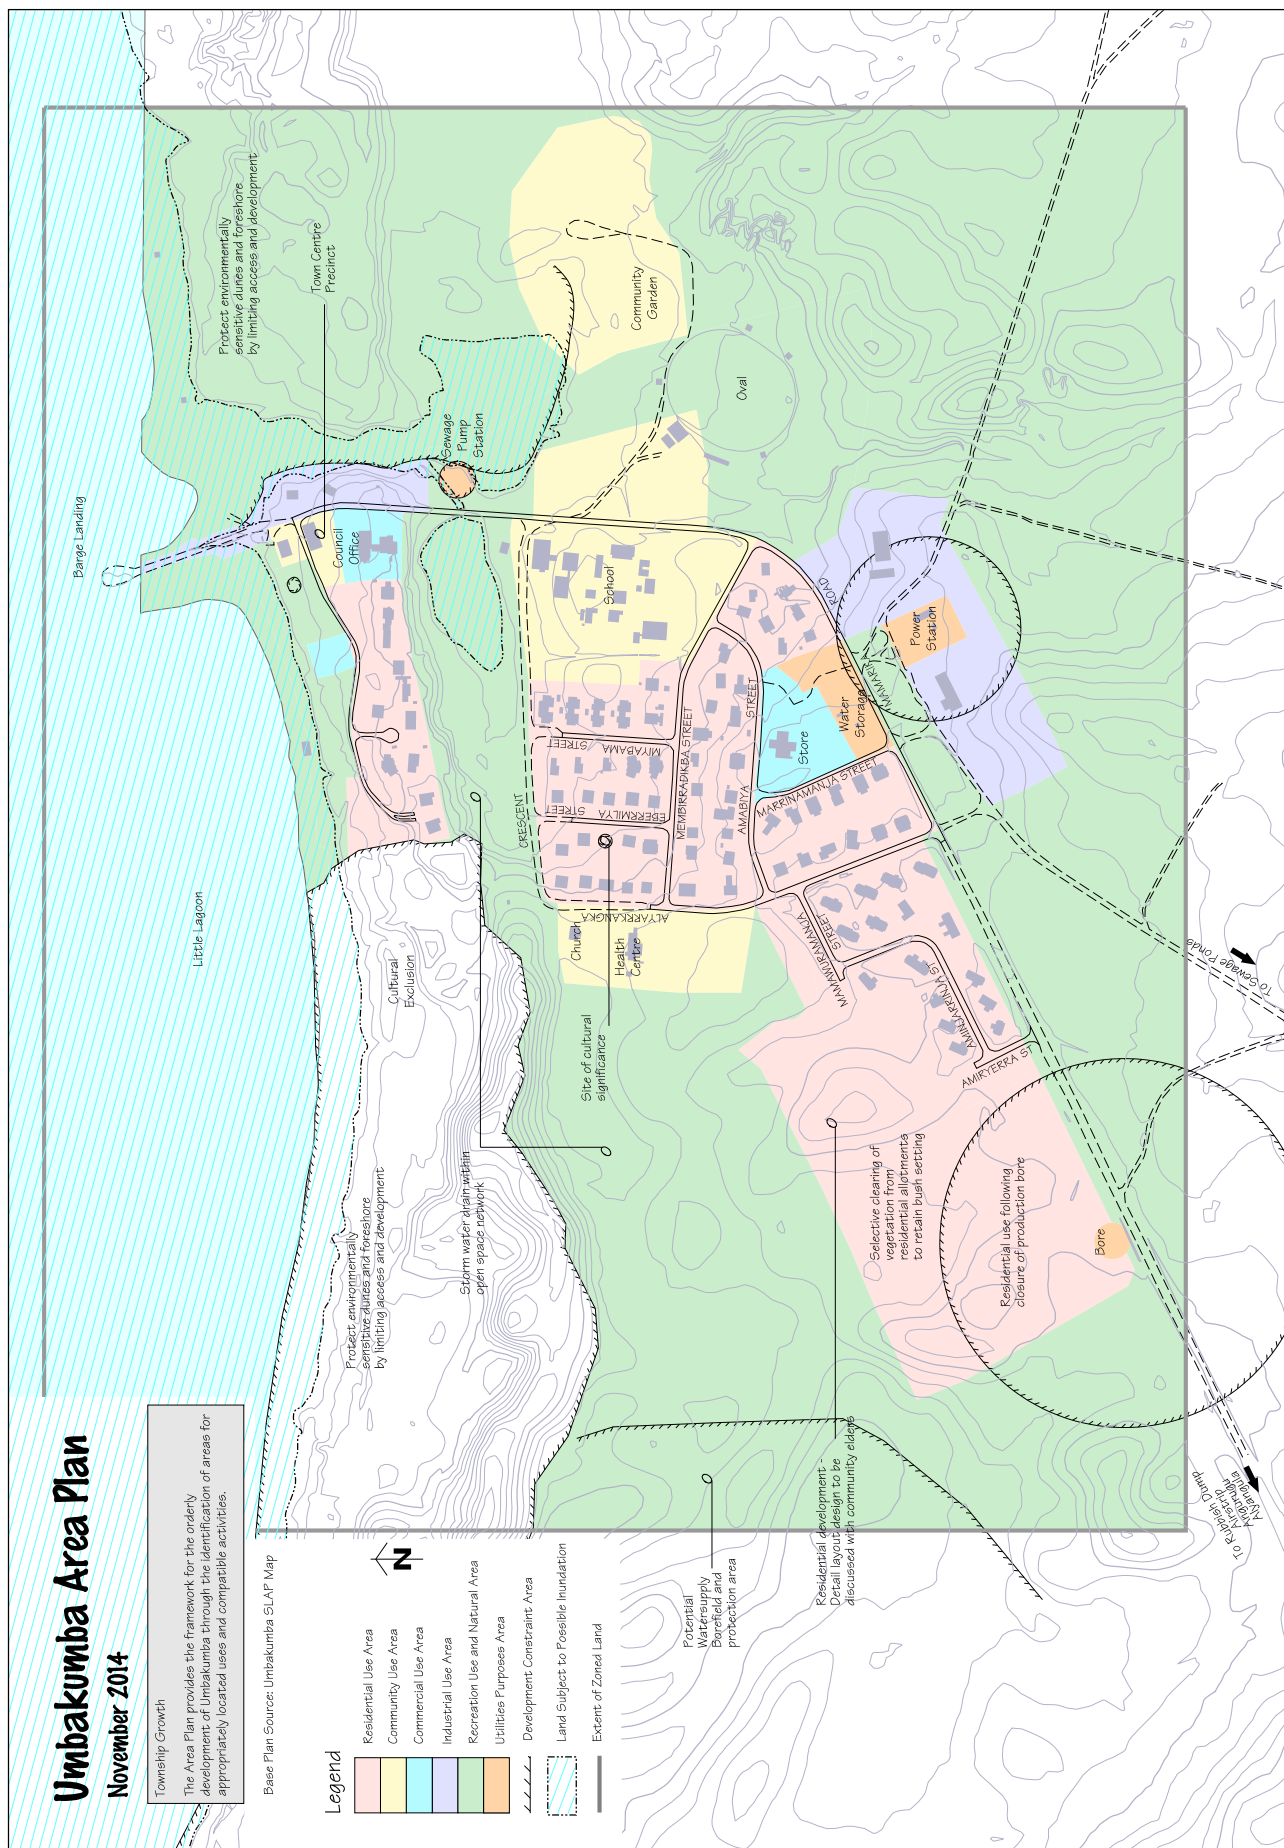 Umbakumba Area Plan
November 2014
Township Growth
The Area Plan provides the framework for the orderly
development of Umbakumba through the identification of areas for
appropriately located uses and compatible activities.
Base Plan Source: Umbakumba SLAP Map
N
Legend
Residential Use Area
Community Use Area
Commercial Use Area
Industrial Use Area
Recreation Use and Natural Area
Utilities Purposes Area
Development Constraint Area
Land Subject to Possible Inundation
Extent of Zoned Land
Barge Landing
Little Lagoon
Protect environmentally
sensitive dunes and foreshore
by limiting access and development
Town Centre
Precinct
Council
Office
Sewage
Pump
Station
Community
Garden
Oval
School
Cultural
Exclusion
Protect environmentally
sensitive dunes and foreshore
by limiting access and development
Storm water drain within
open space network
Site of cultural
significance
Church
Health
Centre
CRESCENT
ALYARRKANGKA
MIYABAMA
STREET
EBERRMILYA
STREET
MEMBIRRADIKBA STREET
AMABIYA
STREET
MARRINAMANJA STREET
Store
Water
Storage
Power
Station
ROAD
MAMARIKA
MAMAWURAMANJA
STREET
AMINJARRINJA ST
AMIRYERRA ST
Selective clearing of
vegetation from
residential allotments
to retain bush setting
Residential use following
closure of production bore
Bore
Residential development -
Detail layout design to be
discussed with community elders
Potential
Watersupply
Borefield and
protection area
To Sewage Ponds
To Rubbish Dump
Airstrip
Angurugu
Alyangula